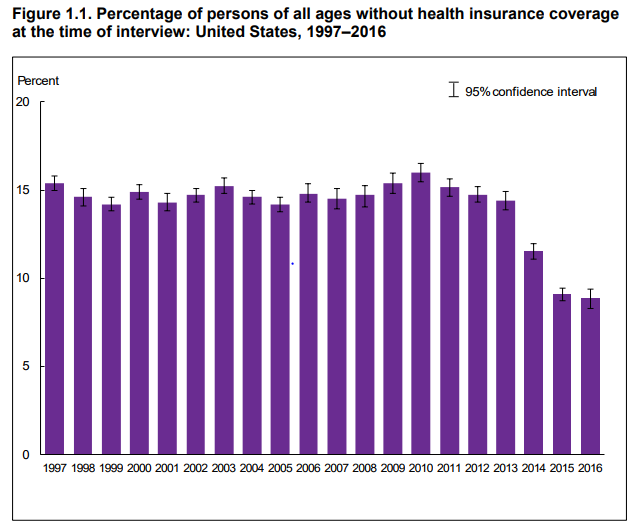 Figure 1.1. Percentage of persons of all ages without health insurance coverage
at the time of interview: United States, 1997–2016
Percent
95% confidence interval
20
15
10
5
0
1997 1998 1999 2000 2001 2002 2003 2004 2005 2006 2007 2008 2009 2010 2011 2012 2013 2014 2015 2016